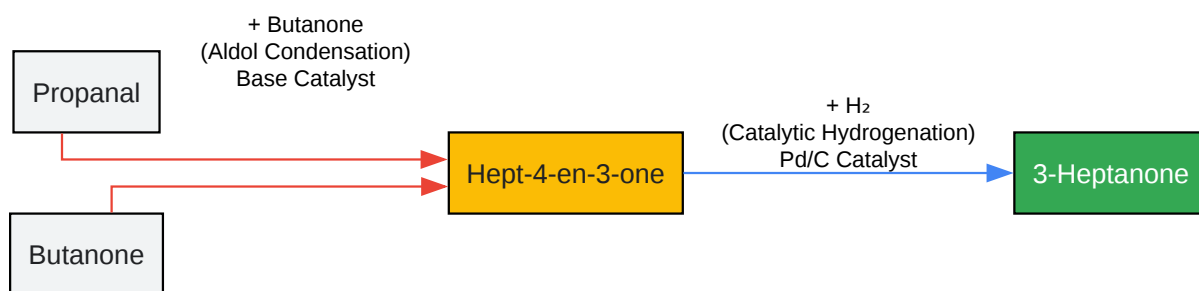 + Butanone
(Aldol Condensation)
Base Catalyst
Propanal
Butanone
Hept-4-en-3-one
+ H₂
(Catalytic Hydrogenation)
Pd/C Catalyst
3-Heptanone